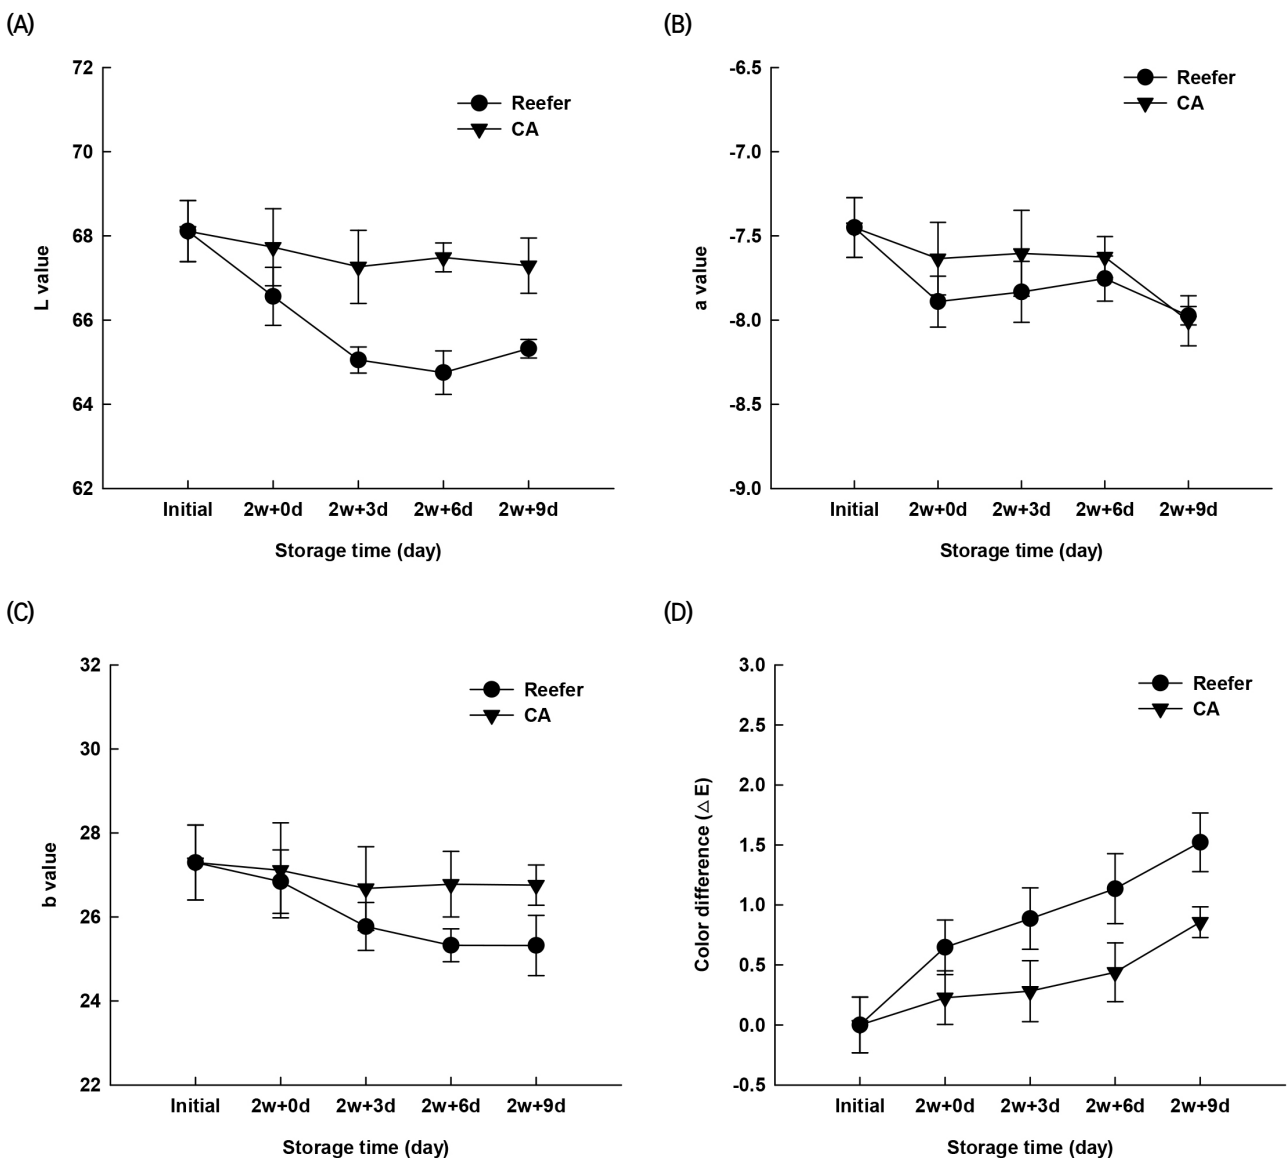 (A)
72
70
68
66
64
62
L value
Reefer
CA
Initial 2w+0d 2w+3d 2w+6d 2w+9d
Storage time (day)
(B)
-6.5
-7.0
-7.5
-8.0
-8.5
-9.0
a value
Reefer
CA
Initial 2w+0d 2w+3d 2w+6d 2w+9d
Storage time (day)
(C)
32
30
28
26
24
22
b value
Reefer
CA
Initial 2w+0d 2w+3d 2w+6d 2w+9d
Storage time (day)
(D)
3.0
2.5
2.0
1.5
1.0
0.5
0.0
-0.5
Color difference (△ E)
Reefer
CA
Initial 2w+0d 2w+3d 2w+6d 2w+9d
Storage time (day)